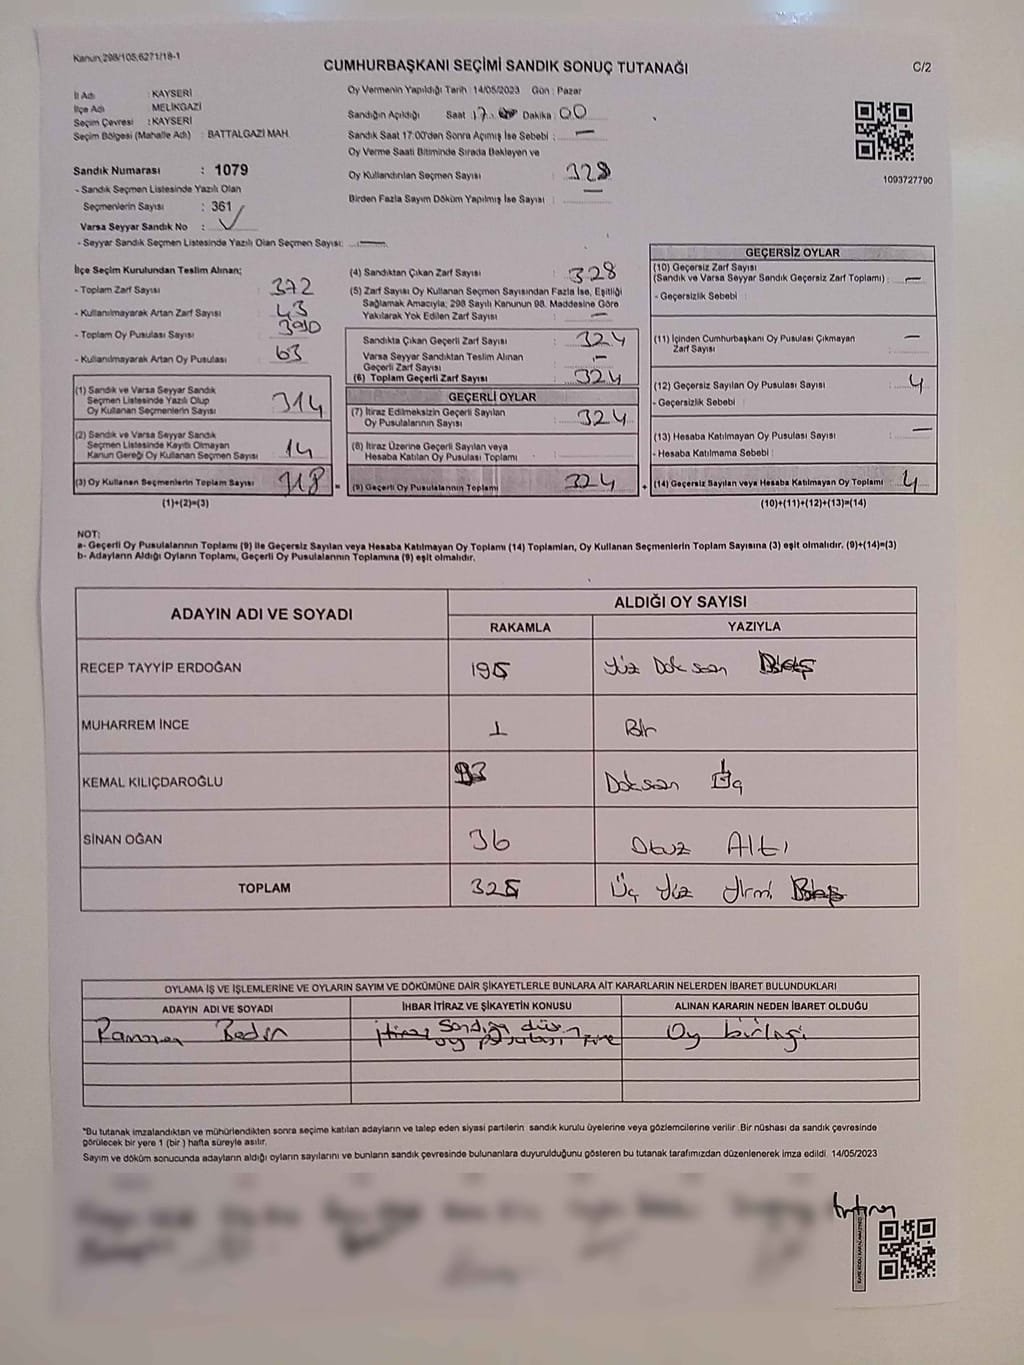 Kanun;298/105;6271/18-1
CUMHURBAŞKANI SEÇİMİ SANDIK SONUÇ TUTANAĞI
C/2
İl Adı : KAYSERİ
İlçe Adı : MELİKGAZİ
Seçim Çevresi : KAYSERİ
Seçim Bölgesi (Mahalle Adı) : BATTALGAZİ MAH.
Oy Vermenin Yapıldığı Tarih : 14/05/2023 Gün : Pazar
Sandığın Açıldığı Saat 17. Dakika 00
Sandık Saat 17:00'den Sonra Açılmış İse Sebebi : —
Oy Verme Saati Bitiminde Sırada Bekleyen ve
Oy Kullandırılan Seçmen Sayısı : 328
Birden Fazla Sayım Döküm Yapılmış İse Sayısı : —
1093727790
Sandık Numarası : 1079
- Sandık Seçmen Listesinde Yazılı Olan
Seçmenlerin Sayısı : 361
Varsa Seyyar Sandık No :
- Seyyar Sandık Seçmen Listesinde Yazılı Olan Seçmen Sayısı: —
İlçe Seçim Kurulundan Teslim Alınan;
- Toplam Zarf Sayısı : 372
- Kullanılmayarak Artan Zarf Sayısı : 43
- Toplam Oy Pusulası Sayısı : 390
- Kullanılmayarak Artan Oy Pusulası : 63
(1) Sandık ve Varsa Seyyar Sandık
Seçmen Listesinde Yazılı Olup
Oy Kullanan Seçmenlerin Sayısı : 314
(2) Sandık ve Varsa Seyyar Sandık
Seçmen Listesinde Kayıtlı Olmayan
Kanun Gereği Oy Kullanan Seçmen Sayısı : 14
(3) Oy Kullanan Seçmenlerin Toplam Sayısı
(1)+(2)=(3)
(4) Sandıktan Çıkan Zarf Sayısı : 328
(5) Zarf Sayısı Oy Kullanan Seçmen Sayısından Fazla İse, Eşitliği
Sağlamak Amacıyla; 298 Sayılı Kanunun 98. Maddesine Göre
Yakılarak Yok Edilen Zarf Sayısı : —
Sandıkta Çıkan Geçerli Zarf Sayısı : 324
Varsa Seyyar Sandıktan Teslim Alınan
Geçerli Zarf Sayısı : —
(6) Toplam Geçerli Zarf Sayısı : 324
GEÇERLİ OYLAR
(7) İtiraz Edilmeksizin Geçerli Sayılan
Oy Pusulalarının Sayısı : 324
(8) İtiraz Üzerine Geçerli Sayılan veya
Hesaba Katılan Oy Pusulası Toplamı :
(9) Geçerli Oy Pusulalarının Toplamı : 324
GEÇERSİZ OYLAR
(10) Geçersiz Zarf Sayısı
(Sandık ve Varsa Seyyar Sandık Geçersiz Zarf Toplamı) : —
- Geçersizlik Sebebi :
(11) İçinden Cumhurbaşkanı Oy Pusulası Çıkmayan
Zarf Sayısı : —
(12) Geçersiz Sayılan Oy Pusulası Sayısı : 4
- Geçersizlik Sebebi :
(13) Hesaba Katılmayan Oy Pusulası Sayısı : —
- Hesaba Katılmama Sebebi :
(14) Geçersiz Sayılan veya Hesaba Katılmayan Oy Toplamı : 4
(10)+(11)+(12)+(13)=(14)
NOT:
a- Geçerli Oy Pusulalarının Toplamı (9) ile Geçersiz Sayılan veya Hesaba Katılmayan Oy Toplamı (14) Toplamları, Oy Kullanan Seçmenlerin Toplam Sayısına (3) eşit olmalıdır. (9)+(14)=(3)
b- Adayların Aldığı Oyların Toplamı, Geçerli Oy Pusulalarının Toplamına (9) eşit olmalıdır.
ADAYIN ADI VE SOYADI
ALDIĞI OY SAYISI
RAKAMLA YAZIYLA
RECEP TAYYİP ERDOĞAN 195 Yüz Doksan Beş
MUHARREM İNCE 1 Bir
KEMAL KILIÇDAROĞLU 93 Doksan Üç
SİNAN OĞAN 36 Otuz Altı
TOPLAM 325 Üç Yüz Yirmi Beş
OYLAMA İŞ VE İŞLEMLERİNE VE OYLARIN SAYIM VE DÖKÜMÜNE DAİR ŞİKAYETLERLE BUNLARA AİT KARARLARIN NELERDEN İBARET BULUNDUKLARI
ADAYIN ADI VE SOYADI İHBAR İTİRAZ VE ŞİKAYETİN KONUSU ALINAN KARARIN NEDEN İBARET OLDUĞU
itiraz Sandığa
oy pusulası
Oy birliği
*Bu tutanak imzalandıktan ve mühürlendikten sonra seçime katılan adayların ve talep eden siyasi partilerin sandık kurulu üyelerine veya gözlemcilerine verilir. Bir nüshası da sandık çevresinde
görülecek bir yere 1 (bir ) hafta süreyle asılır.
Sayım ve döküm sonucunda adayların aldığı oyların sayılarını ve bunların sandık çevresinde bulunanlara duyurulduğunu gösteren bu tutanak tarafımızdan düzenlenerek imza edildi. 14/05/2023